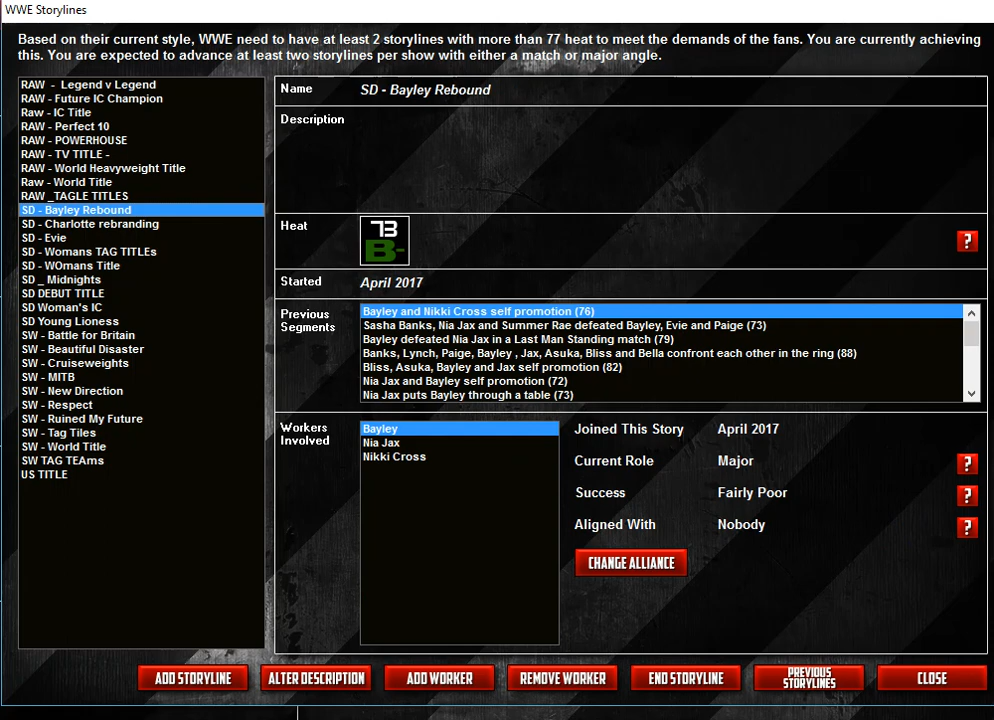 WWE Storylines
Based on their current style, WWE need to have at least 2 storylines with more than 77 heat to meet the demands of the fans. You are currently achieving
this. You are expected to advance at least two storylines per show with either a match or major angle.
RAW - Legend v Legend
RAW - Future IC Champion
Raw - IC Title
RAW - Perfect 10
RAW - POWERHOUSE
RAW - TV TITLE -
RAW - World Heavyweight Title
Raw - World Title
RAW _TAGLE TITLES
SD - Bayley Rebound
SD - Charlotte rebranding
SD - Evie
SD - Womans TAG TITLEs
SD - WOmans Title
SD _ Midnights
SD DEBUT TITLE
SD Woman's IC
SD Young Lioness
SW - Battle for Britain
SW - Beautiful Disaster
SW - Cruiseweights
SW - MITB
SW - New Direction
SW - Respect
SW - Ruined My Future
SW - Tag Tiles
SW - World Title
SW TAG TEAms
US TITLE
Name
SD - Bayley Rebound
Description
Heat
73
B-
?
Started
April 2017
Previous
Segments
Bayley and Nikki Cross self promotion (76)
Sasha Banks, Nia Jax and Summer Rae defeated Bayley, Evie and Paige (73)
Bayley defeated Nia Jax in a Last Man Standing match (79)
Banks, Lynch, Paige, Bayley , Jax, Asuka, Bliss and Bella confront each other in the ring (88)
Bliss, Asuka, Bayley and Jax self promotion (82)
Nia Jax and Bayley self promotion (72)
Nia Jax puts Bayley through a table (73)
Workers
Involved
Bayley
Nia Jax
Nikki Cross
Joined This Story April 2017
Current Role Major ?
Success Fairly Poor ?
Aligned With Nobody ?
CHANGE ALLIANCE
ADD STORYLINE
ALTER DESCRIPTION
ADD WORKER
REMOVE WORKER
END STORYLINE
PREVIOUS
STORYLINES
CLOSE